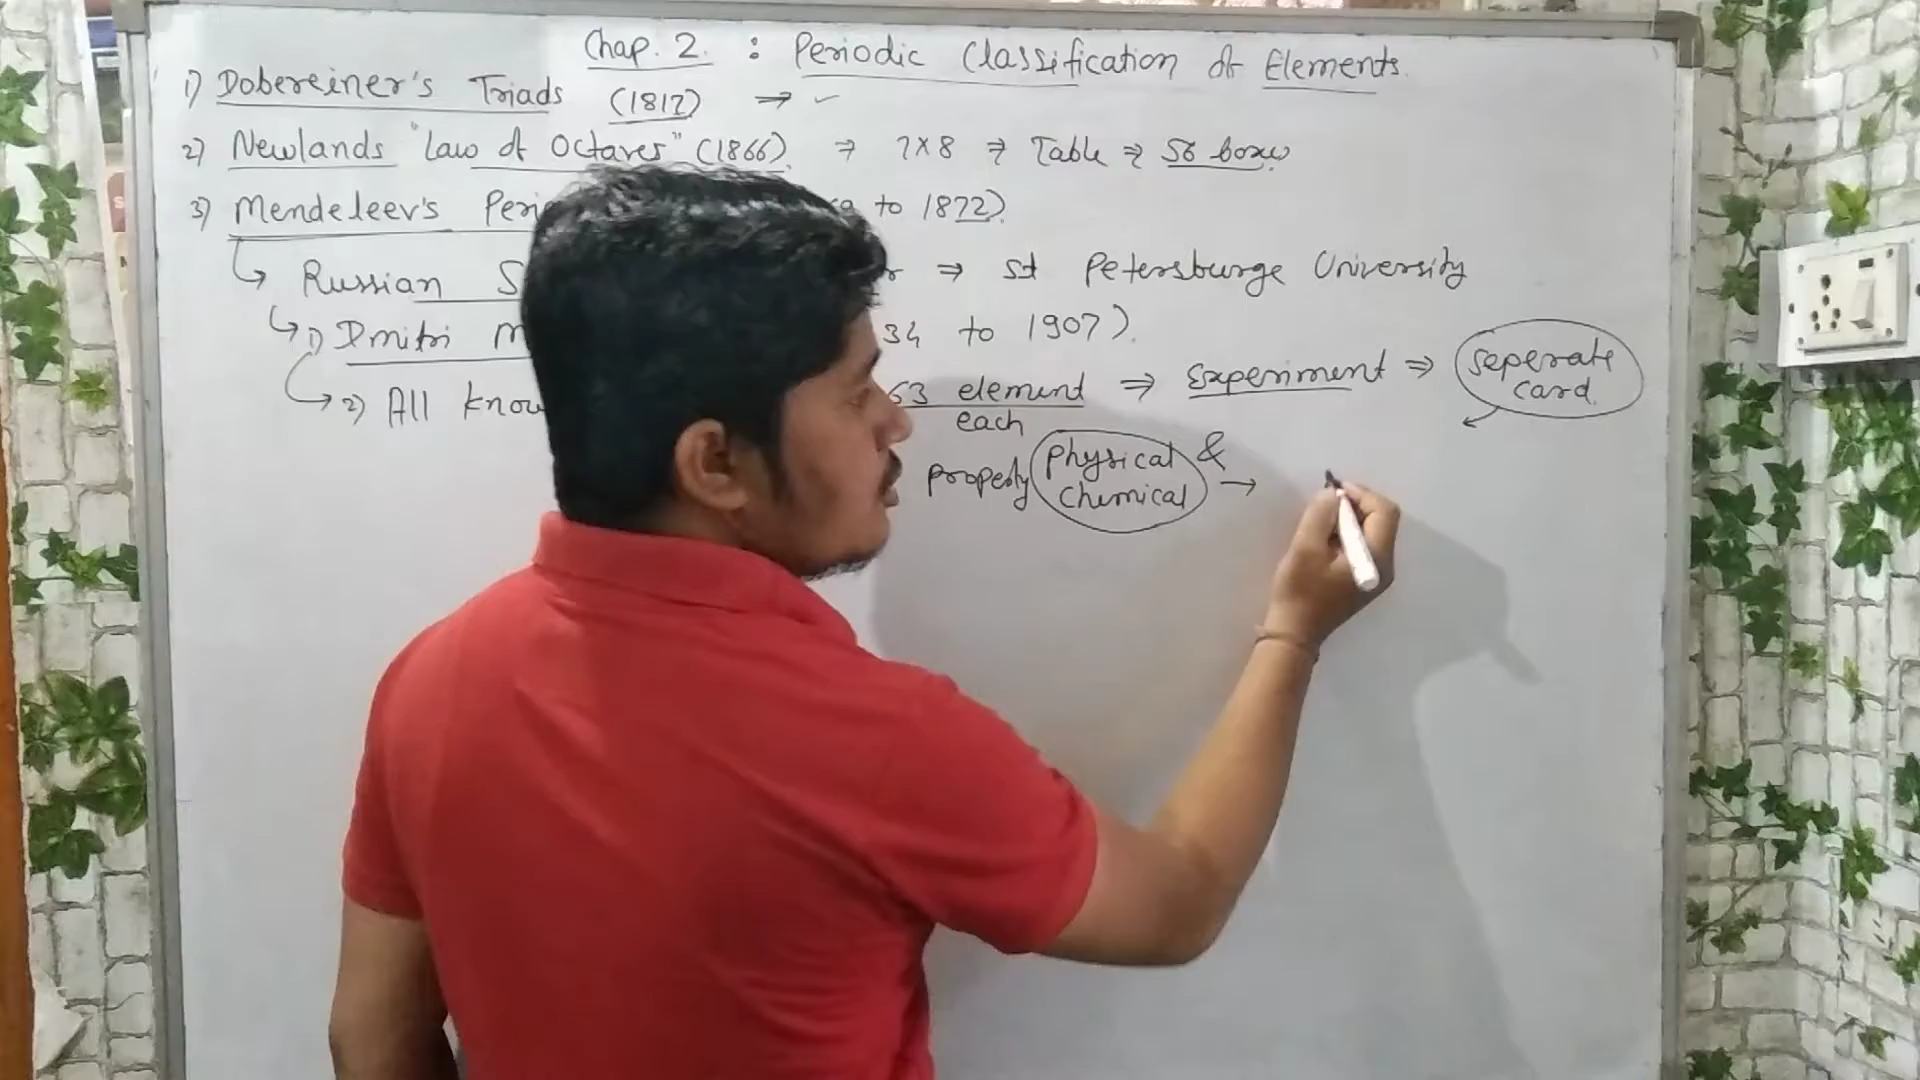 Chap. 2. : Periodic Classification of Elements.
1) Dobereiner's Triads (1817) → ✓
2) Newlands "Law of Octaves" (1866). → 7×8 → Table → 56 boxes
3) Mendeleev's to 1872).
↳ Russian → St Petersburge University
↳ 1) Dmitri 34 to 1907).
↳ 2) All 63 element ⇒ Experiment ⇒ seperate card.
each
property physical & chemical →